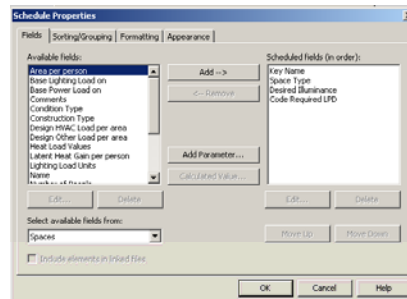 Schedule Properties
Fields
Sorting/Grouping
Formatting
Appearance
Available fields:
Area per person
Base Lighting Load on
Base Power Load on
Comments
Condition Type
Construction Type
Design HVAC Load per area
Design Other Load per area
Heat Load Values
Latent Heat Gain per person
Lighting Load Units
Name
Number of People
Add -->
<-- Remove
Add Parameter...
Calculated Value...
Scheduled fields (in order):
Key Name
Space Type
Desired Illuminance
Code Required LPD
Edit...
Delete
Edit...
Delete
Select available fields from:
Spaces
Move Up
Move Down
Include elements in linked files
OK
Cancel
Help